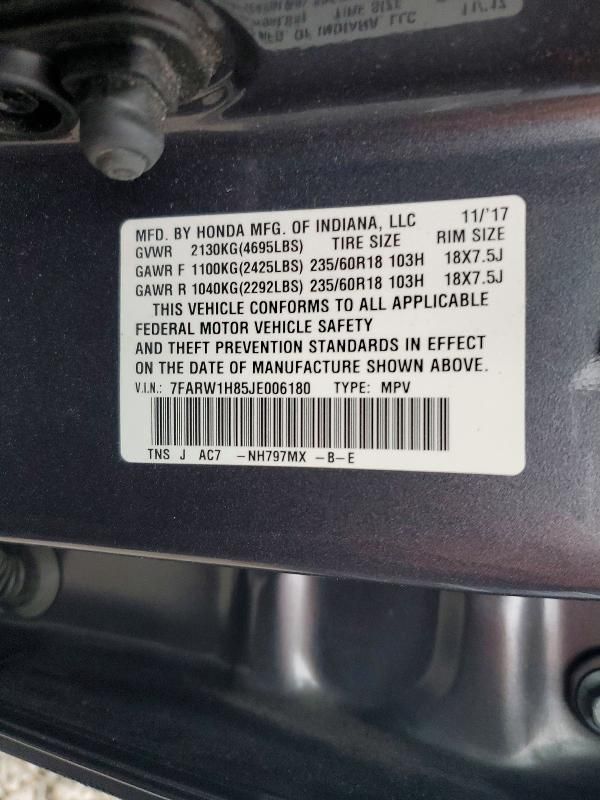 MFD. BY HONDA MFG. OF INDIANA, LLC 11/'17
GVWR 2130KG(4695LBS) TIRE SIZE RIM SIZE
GAWR F 1100KG(2425LBS) 235/60R18 103H 18X7.5J
GAWR R 1040KG(2292LBS) 235/60R18 103H 18X7.5J
THIS VEHICLE CONFORMS TO ALL APPLICABLE
FEDERAL MOTOR VEHICLE SAFETY
AND THEFT PREVENTION STANDARDS IN EFFECT
ON THE DATE OF MANUFACTURE SHOWN ABOVE.
V.I.N.: 7FARW1H85JE006180 TYPE: MPV
TNS J AC7 -NH797MX -B-E